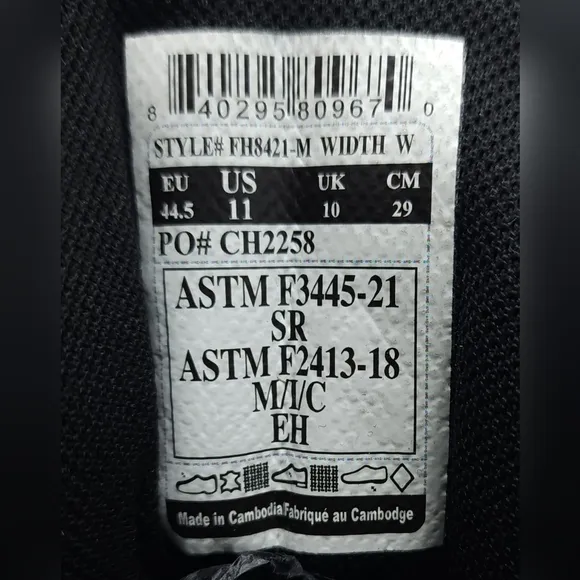 8 40295 80967 0
STYLE# FH8421-M WIDTH W
EU US UK CM
44.5 11 10 29
PO# CH2258
ASTM F3445-21
SR
ASTM F2413-18
M/I/C
EH
Made in Cambodia Fabriqué au Cambodge